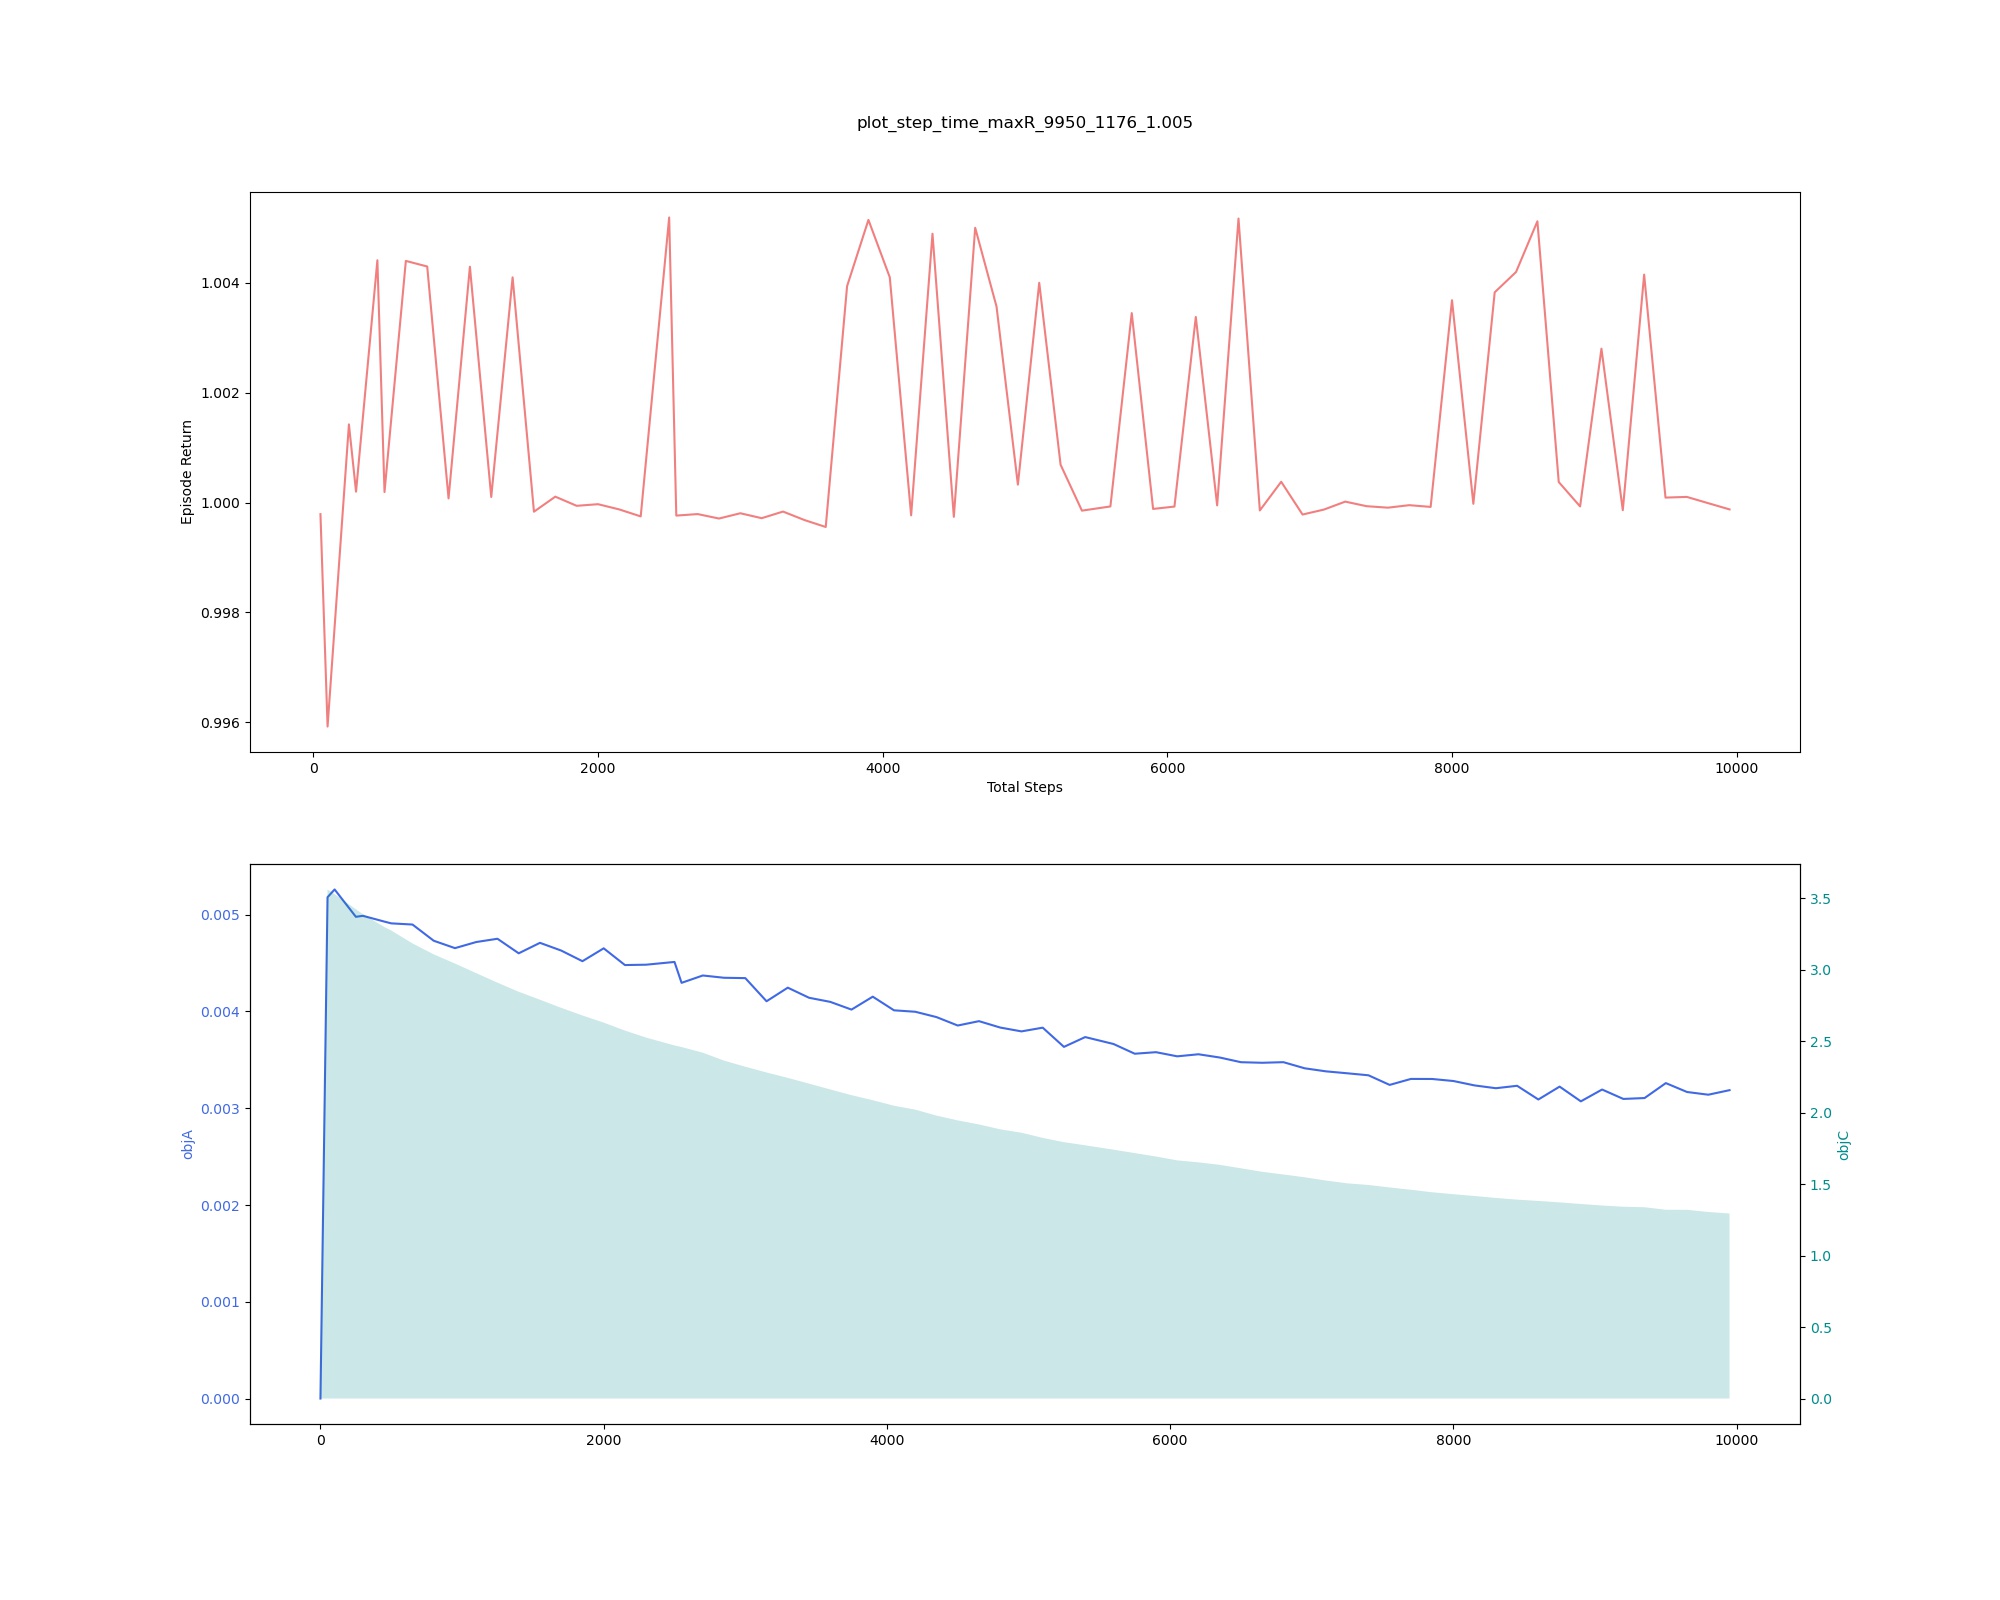 plot_step_time_maxR_9950_1176_1.005
Episode Return
1.004
1.002
1.000
0.998
0.996
0 2000 4000 6000 8000 10000
Total Steps
objA
0.005
0.004
0.003
0.002
0.001
0.000
3.5
3.0
2.5
2.0
1.5
1.0
0.5
0.0
objC
0 2000 4000 6000 8000 10000